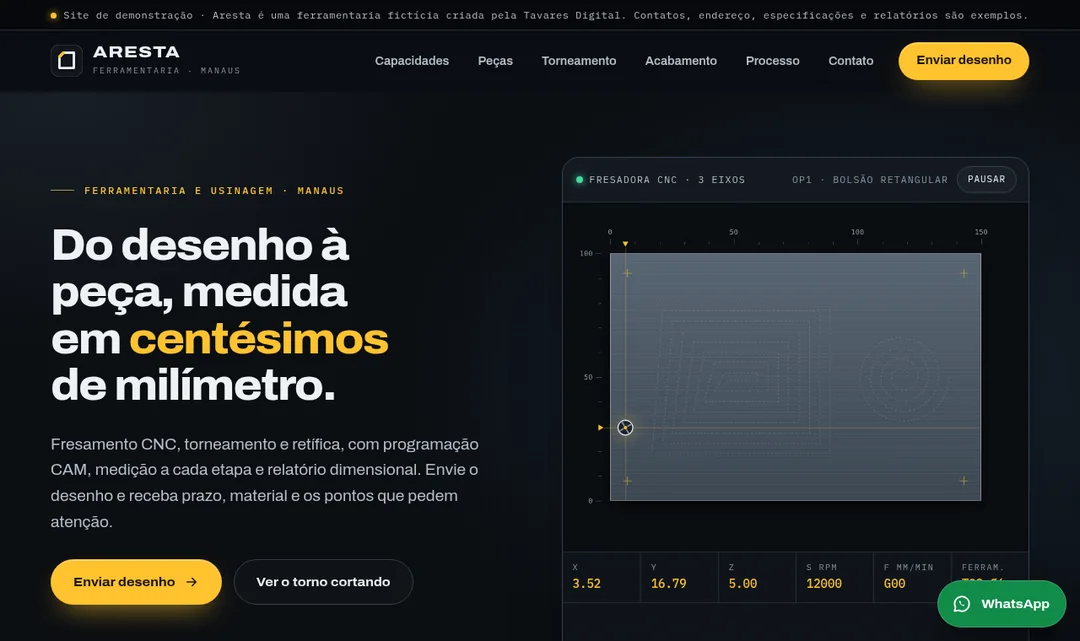 Site de demonstração · Aresta é uma ferramentaria fictícia criada pela Tavares Digital. Contatos, endereço, especificações e relatórios são exemplos.
ARESTA
FERRAMENTARIA · MANAUS
Capacidades
Peças
Torneamento
Acabamento
Processo
Contato
Enviar desenho
FERRAMENTARIA E USINAGEM · MANAUS
Do desenho à
peça, medida
em centésimos
de milímetro.
Fresamento CNC, torneamento e retífica, com programação
CAM, medição a cada etapa e relatório dimensional. Envie o
desenho e receba prazo, material e os pontos que pedem
atenção.
Enviar desenho
Ver o torno cortando
FRESADORA CNC · 3 EIXOS
OP1 · BOLSÃO RETANGULAR
PAUSAR
0 50 100 150
100
50
0
X Y Z S RPM F MM/MIN FERRAM.
3.52 16.79 5.00 12000 G00
WhatsApp